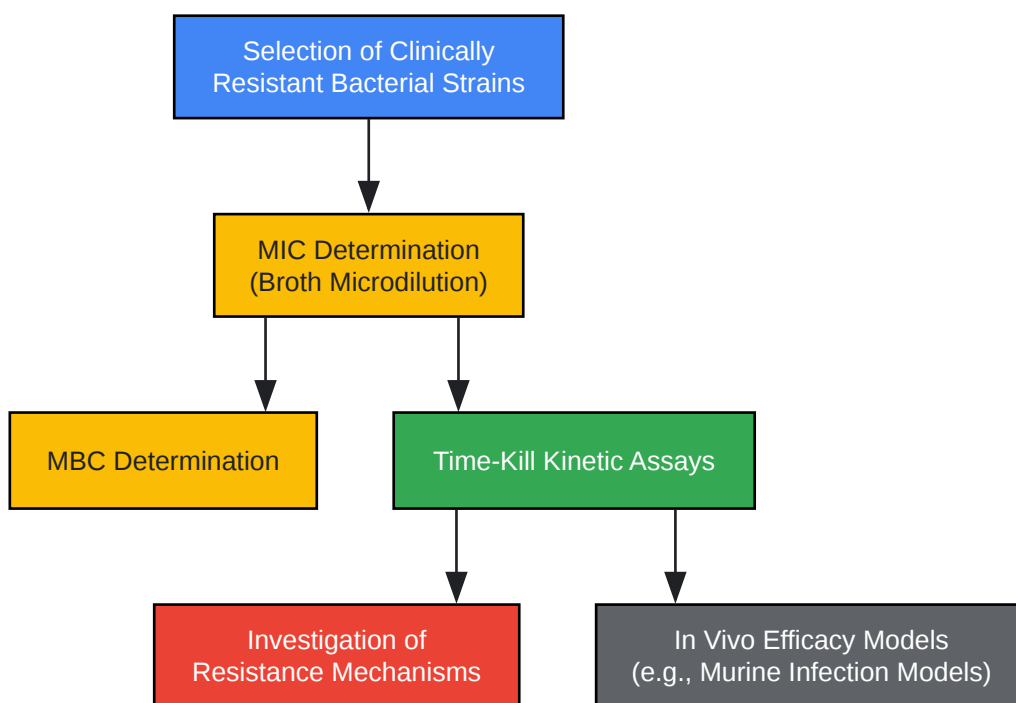 Selection of Clinically
Resistant Bacterial Strains
MIC Determination
(Broth Microdilution)
MBC Determination
Time-Kill Kinetic Assays
Investigation of
Resistance Mechanisms
In Vivo Efficacy Models
(e.g., Murine Infection Models)